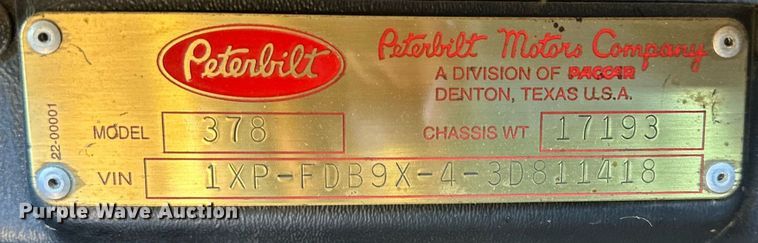 Peterbilt
Peterbilt Motors Company
A DIVISION OF PACCAR
DENTON, TEXAS U.S.A.
22-00001
MODEL 378 CHASSIS WT 17193
VIN 1XP-FDB9X-4-3D811418
Purple Wave Auction